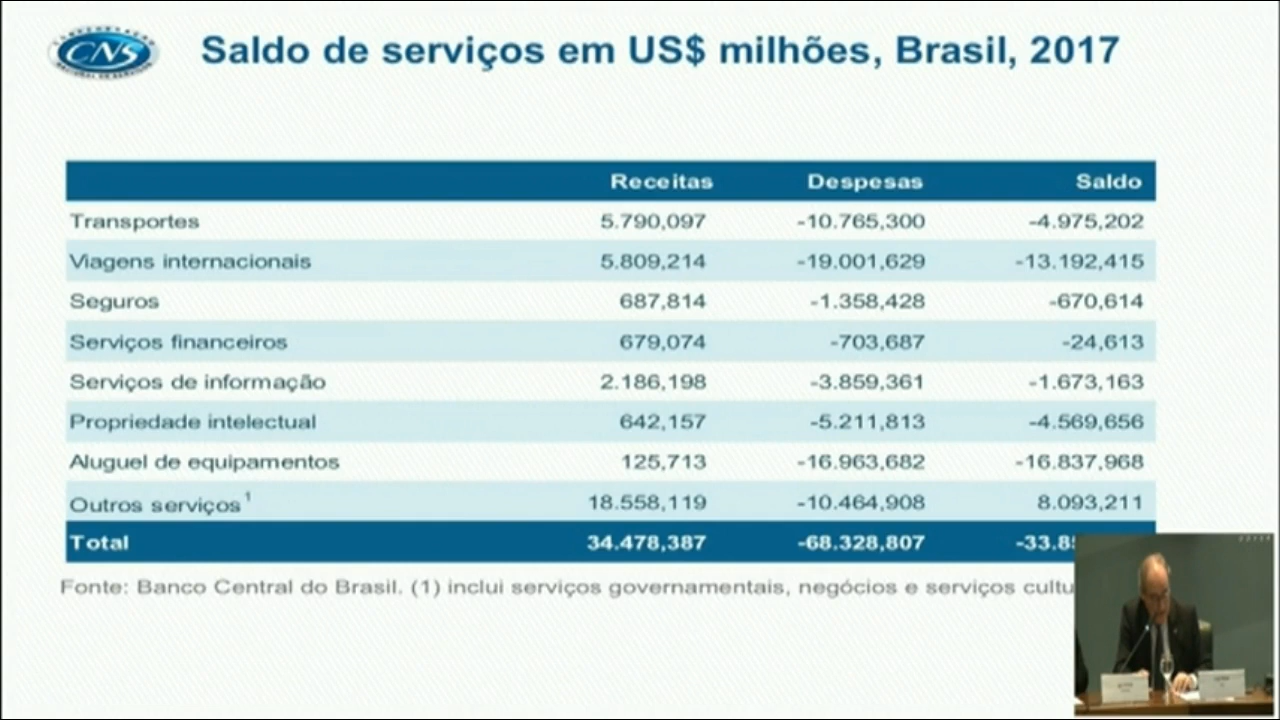 CNS
Saldo de serviços em US$ milhões, Brasil, 2017
Receitas Despesas Saldo
Transportes 5.790,097 -10.765,300 -4.975,202
Viagens internacionais 5.809,214 -19.001,629 -13.192,415
Seguros 687,814 -1.358,428 -670,614
Serviços financeiros 679,074 -703,687 -24,613
Serviços de informação 2.186,198 -3.859,361 -1.673,163
Propriedade intelectual 642,157 -5.211,813 -4.569,656
Aluguel de equipamentos 125,713 -16.963,682 -16.837,968
Outros serviços¹ 18.558,119 -10.464,908 8.093,211
Total 34.478,387 -68.328,807 -33.8
Fonte: Banco Central do Brasil. (1) inclui serviços governamentais, negócios e serviços cultu